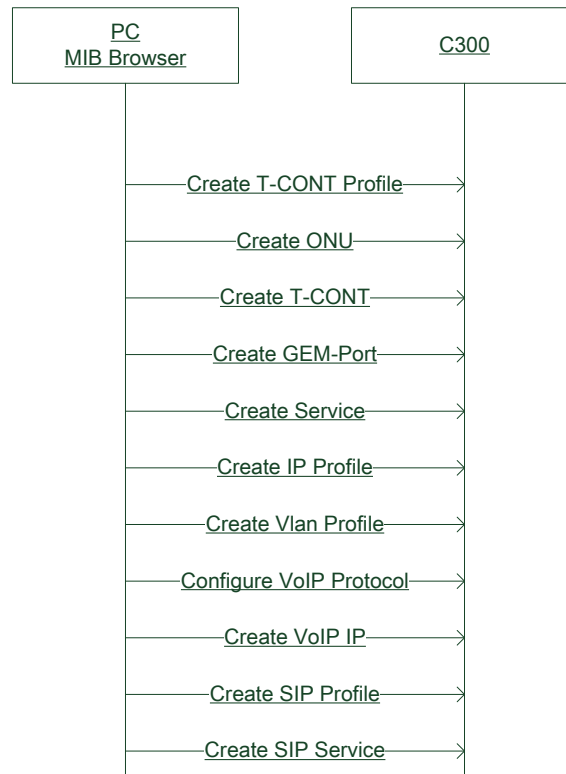 PC
MIB Browser
C300
Create T-CONT Profile
Create ONU
Create T-CONT
Create GEM-Port
Create Service
Create IP Profile
Create Vlan Profile
Configure VoIP Protocol
Create VoIP IP
Create SIP Profile
Create SIP Service